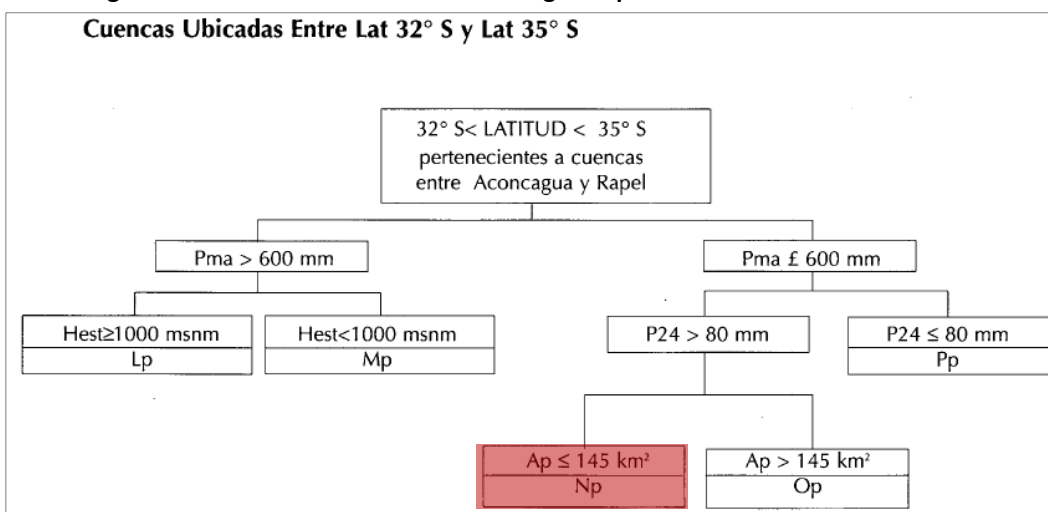 Cuencas Ubicadas Entre Lat 32° S y Lat 35° S
32° S< LATITUD < 35° S
pertenecientes a cuencas
entre Aconcagua y Rapel
Pma > 600 mm
Pma £ 600 mm
Hest≥1000 msnm
Lp
Hest<1000 msnm
Mp
P24 > 80 mm
P24 ≤ 80 mm
Pp
Ap ≤ 145 km²
Np
Ap > 145 km²
Op